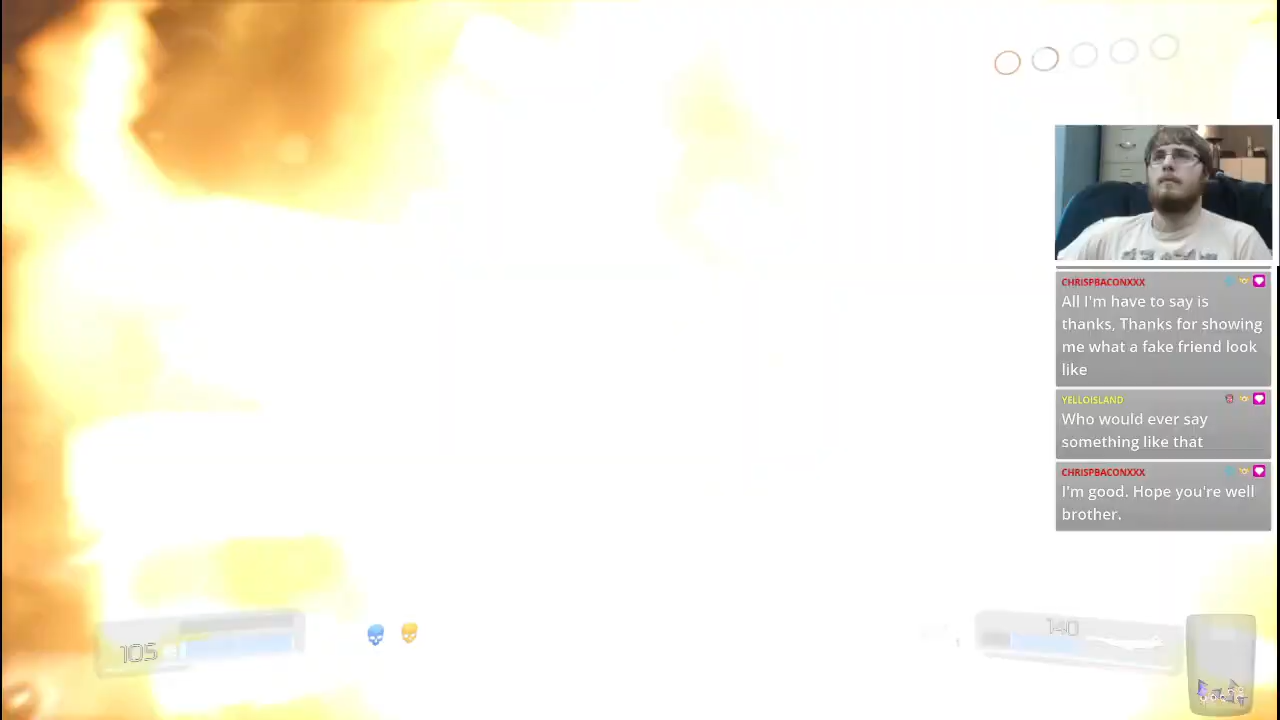 CHRISPBACONXXX
All I'm have to say is
thanks, Thanks for showing
me what a fake friend look
like
YELLOISLAND
Who would ever say
something like that
CHRISPBACONXXX
I'm good. Hope you're well
brother.
105
140